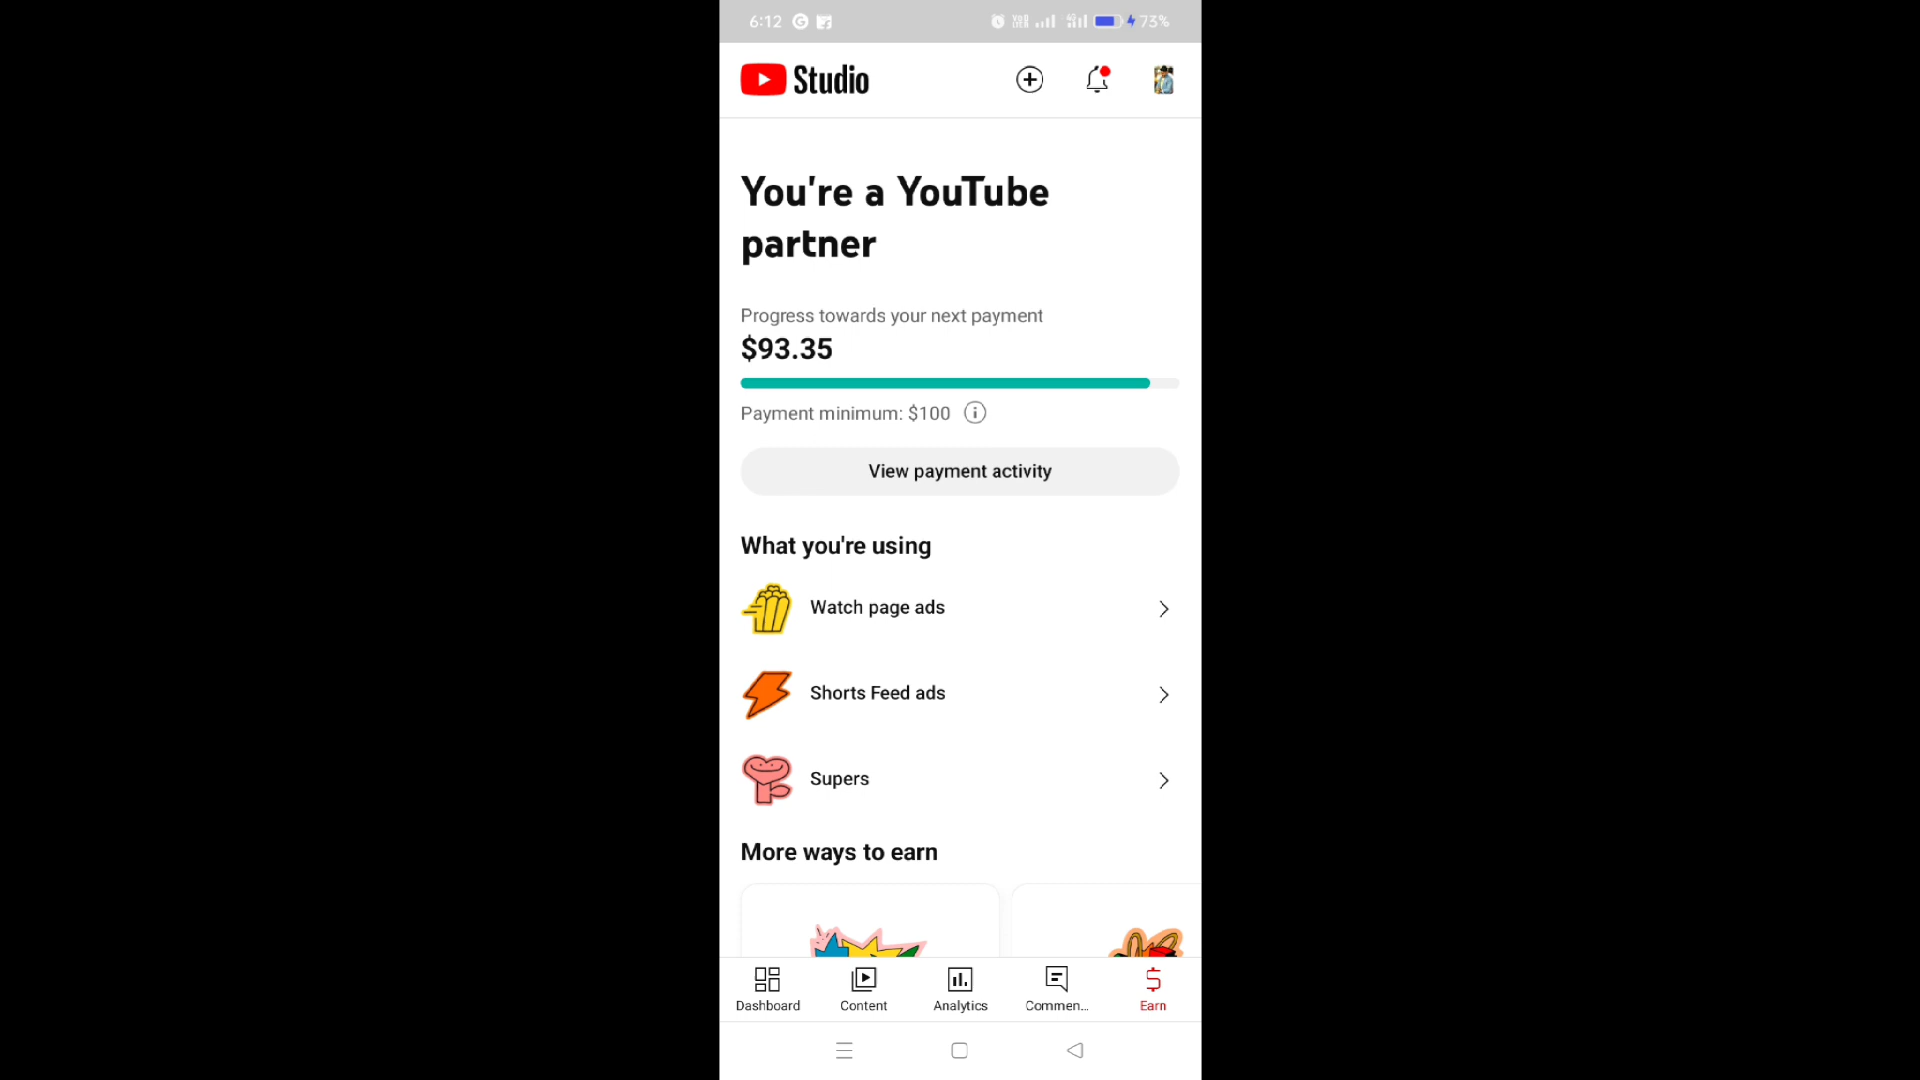 6:12
73%
Studio
You're a YouTube
partner
Progress towards your next payment
$93.35
Payment minimum: $100
View payment activity
What you're using
Watch page ads
Shorts Feed ads
Supers
More ways to earn
Dashboard Content Analytics Commen... Earn